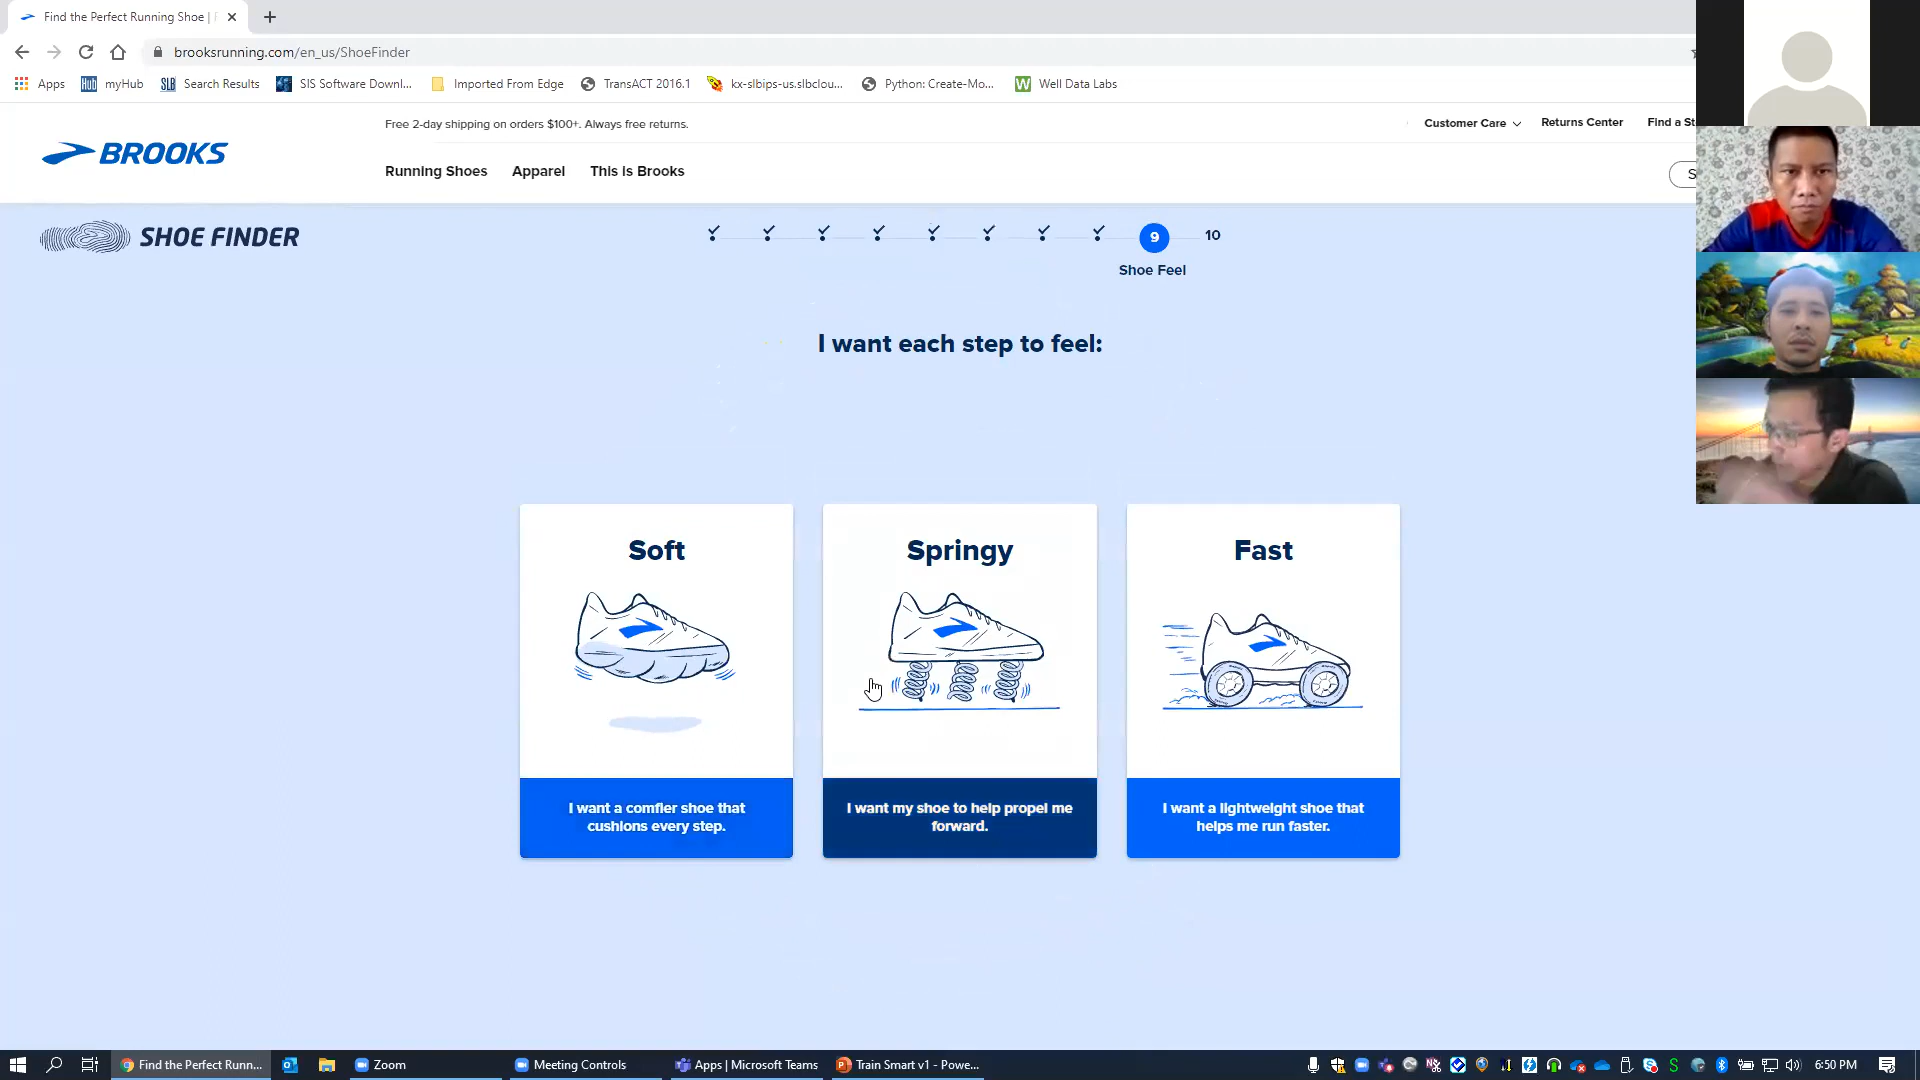 Find the Perfect Running Shoe |
brooksrunning.com/en_us/ShoeFinder
Apps
Hub myHub
SLB Search Results
SIS Software Downl...
Imported From Edge
TransACT 2016.1
kx-slbips-us.slbclou...
Python: Create-Mo...
W Well Data Labs
Free 2-day shipping on orders $100+. Always free returns.
Customer Care
Returns Center
Find a St
BROOKS
Running Shoes
Apparel
This is Brooks
S
SHOE FINDER
9
10
Shoe Feel
I want each step to feel:
Soft
Springy
Fast
I want a comfier shoe that
cushions every step.
I want my shoe to help propel me
forward.
I want a lightweight shoe that
helps me run faster.
Find the Perfect Runn...
Zoom
Meeting Controls
Apps | Microsoft Teams
Train Smart v1 - Powe...
6:50 PM